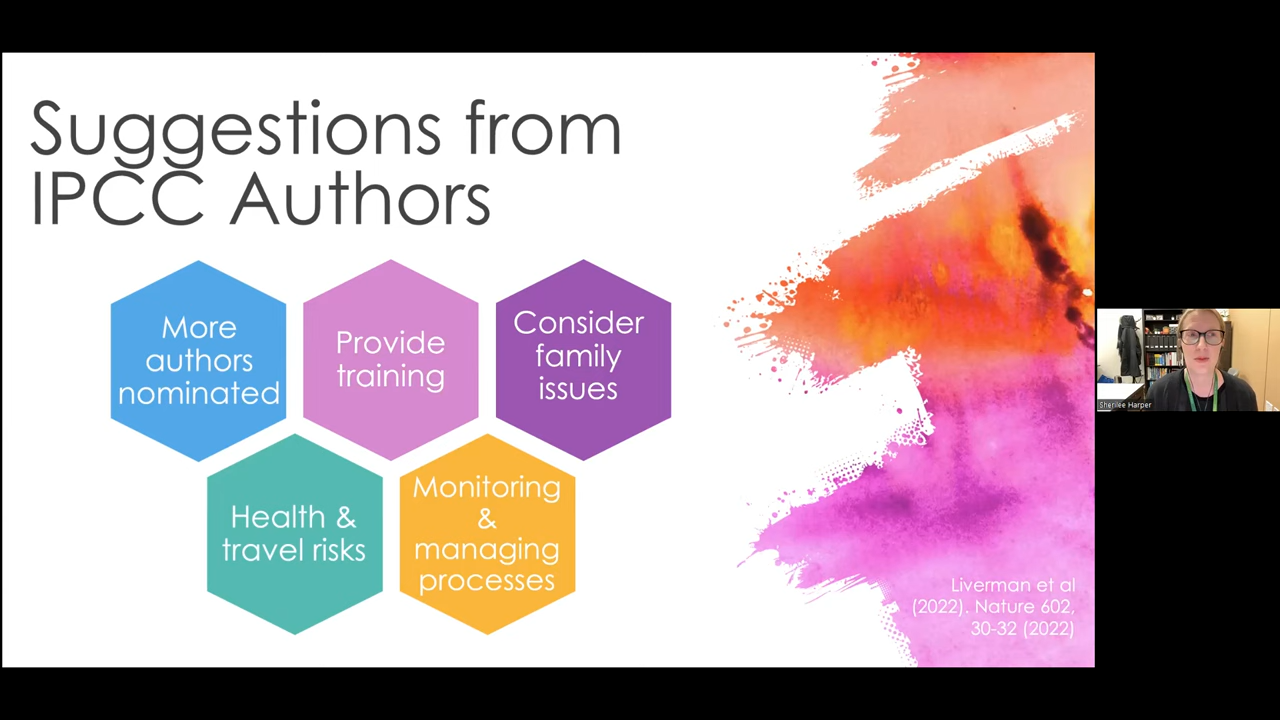 Suggestions from
IPCC Authors
More
authors
nominated
Provide
training
Consider
family
issues
Health &
travel risks
Monitoring
&
managing
processes
Liverman et al
(2022). Nature 602,
30-32 (2022)
Sherilee Harper